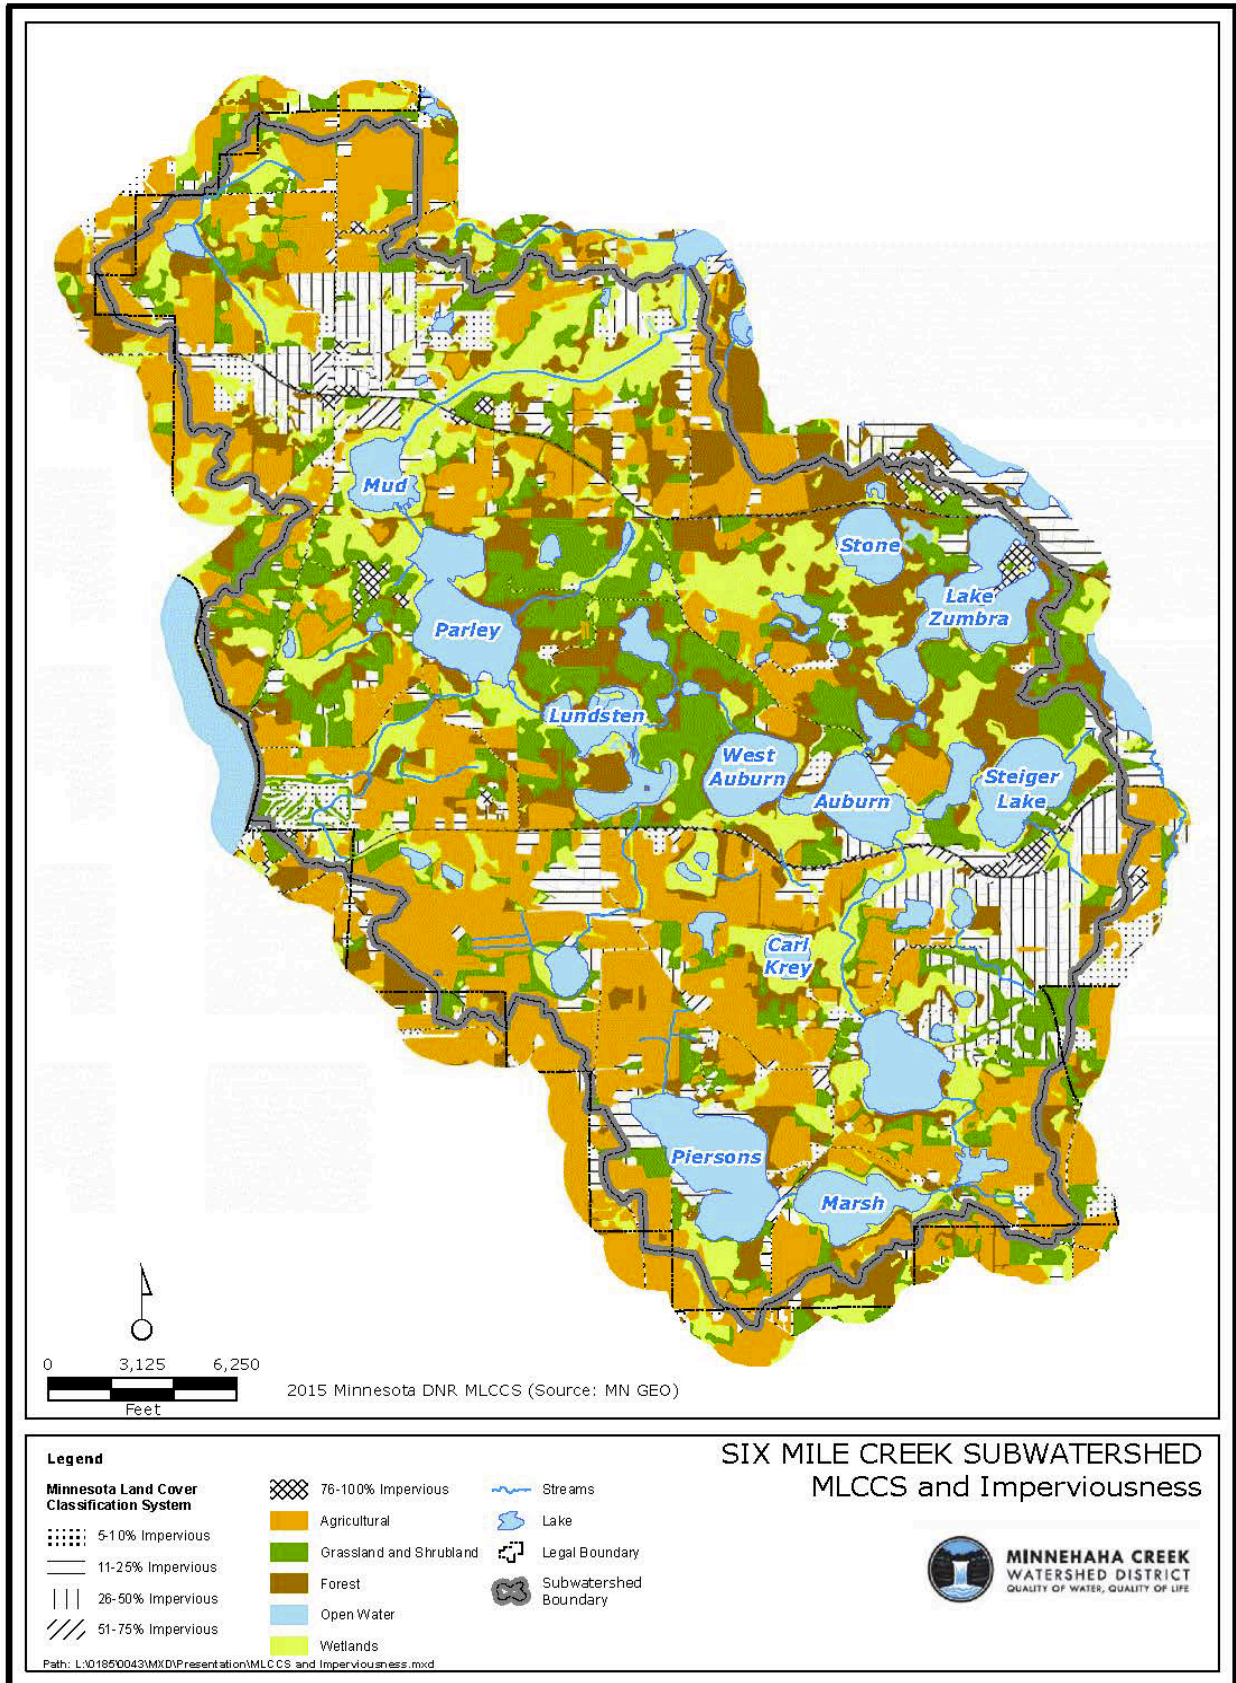 Mud
Stone
Lake
Zumbra
Parley
Lundsten
West
Auburn
Auburn
Steiger
Lake
Carl
Krey
Piersons
Marsh
0 3,125 6,250
Feet
2015 Minnesota DNR MLCCS (Source: MN GEO)
SIX MILE CREEK SUBWATERSHED
MLCCS and Imperviousness
Legend
Minnesota Land Cover
Classification System
5-10% Impervious
11-25% Impervious
26-50% Impervious
51-75% Impervious
76-100% Impervious
Agricultural
Grassland and Shrubland
Forest
Open Water
Wetlands
Streams
Lake
Legal Boundary
Subwatershed
Boundary
MINNEHAHA CREEK
WATERSHED DISTRICT
QUALITY OF WATER, QUALITY OF LIFE
Path: L:\0185\0043\MXD\Presentation\MLCCS and Imperviousness.mxd